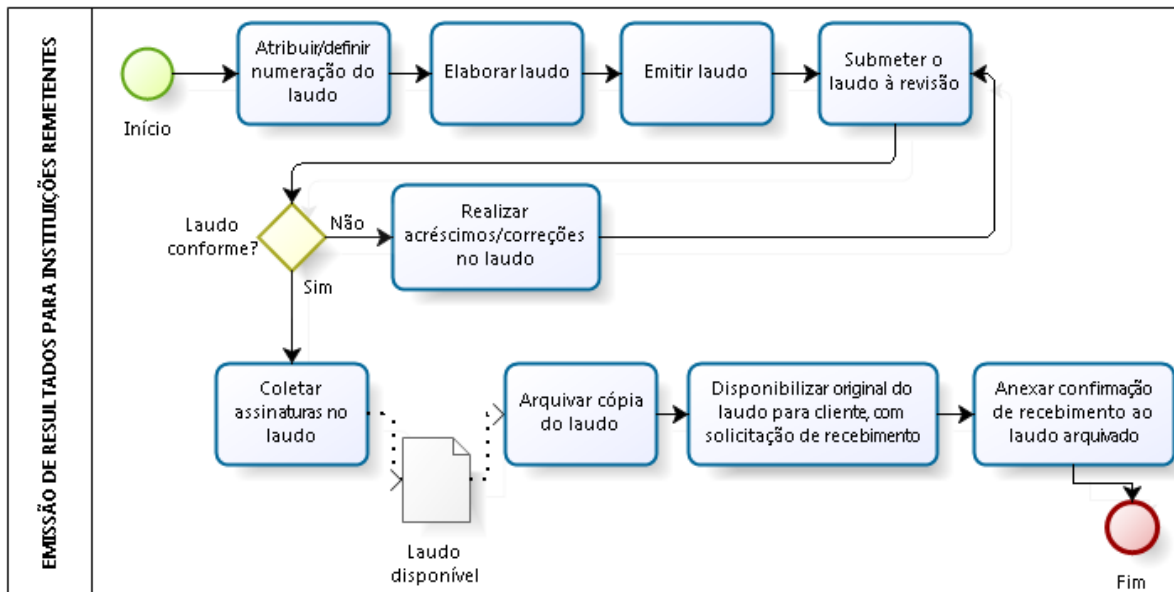 EMISSÃO DE RESULTADOS PARA INSTITUIÇÕES REMETENTES
Início
Atribuir/definir
numeração do
laudo
Elaborar laudo
Emitir laudo
Submeter o
laudo à revisão
Laudo
conforme?
Não
Sim
Realizar
acréscimos/correções
no laudo
Coletar
assinaturas no
laudo
Laudo
disponível
Arquivar cópia
do laudo
Disponibilizar original do
laudo para cliente, com
solicitação de recebimento
Anexar confirmação
de recebimento ao
laudo arquivado
Fim